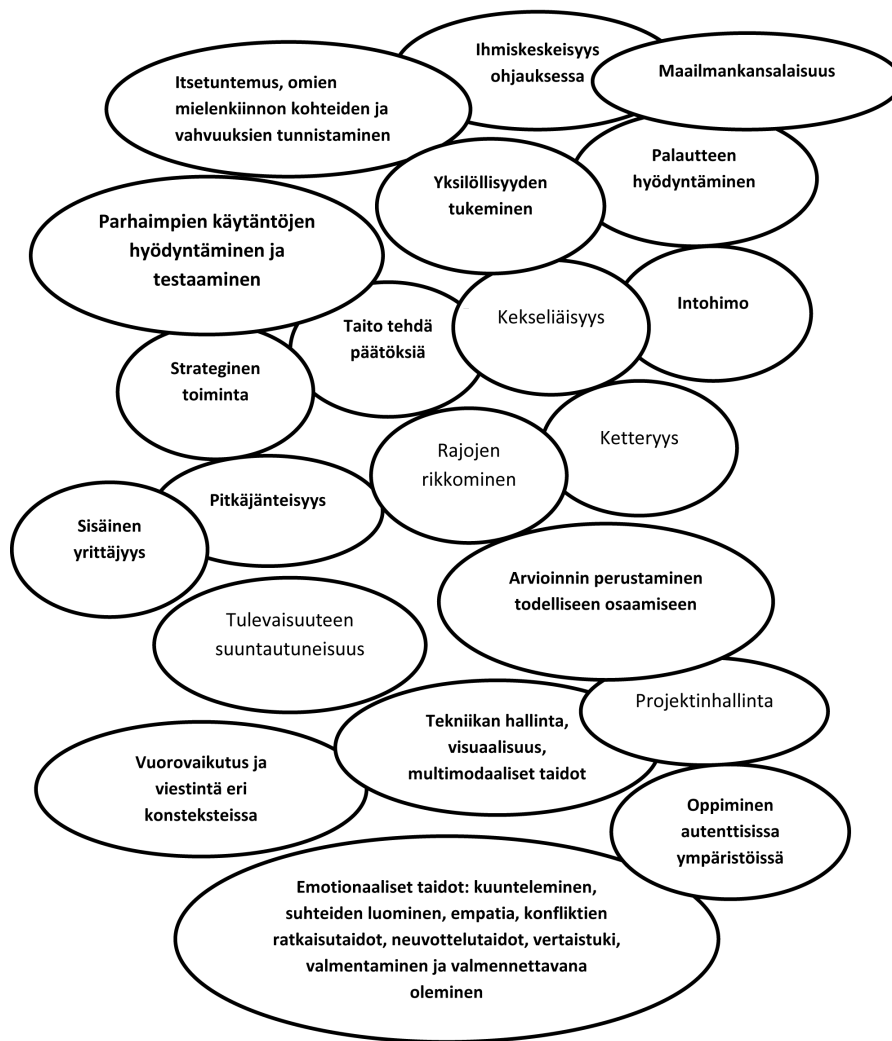 Ihmiskeskeisyys
ohjauksessa
Maailmankansalaisuus
Itsetuntemus, omien
mielenkiinnon kohteiden ja
vahvuuksien tunnistaminen
Yksilöllisyyden
tukeminen
Palautteen
hyödyntäminen
Parhaimpien käytäntöjen
hyödyntäminen ja
testaaminen
Taito tehdä
päätöksiä
Kekseliäisyys
Intohimo
Strateginen
toiminta
Rajojen
rikkominen
Ketteryys
Pitkäjänteisyys
Sisäinen
yrittäjyys
Arvioinnin perustaminen
todelliseen osaamiseen
Tulevaisuuteen
suuntautuneisuus
Projektinhallinta
Tekniikan hallinta,
visuaalisuus,
multimodaaliset taidot
Vuorovaikutus ja
viestintä eri
konsteksteissa
Oppiminen
autenttisissa
ympäristöissä
Emotionaaliset taidot: kuunteleminen,
suhteiden luominen, empatia, konfliktien
ratkaisutaidot, neuvottelutaidot, vertaistuki,
valmentaminen ja valmennettavana
oleminen